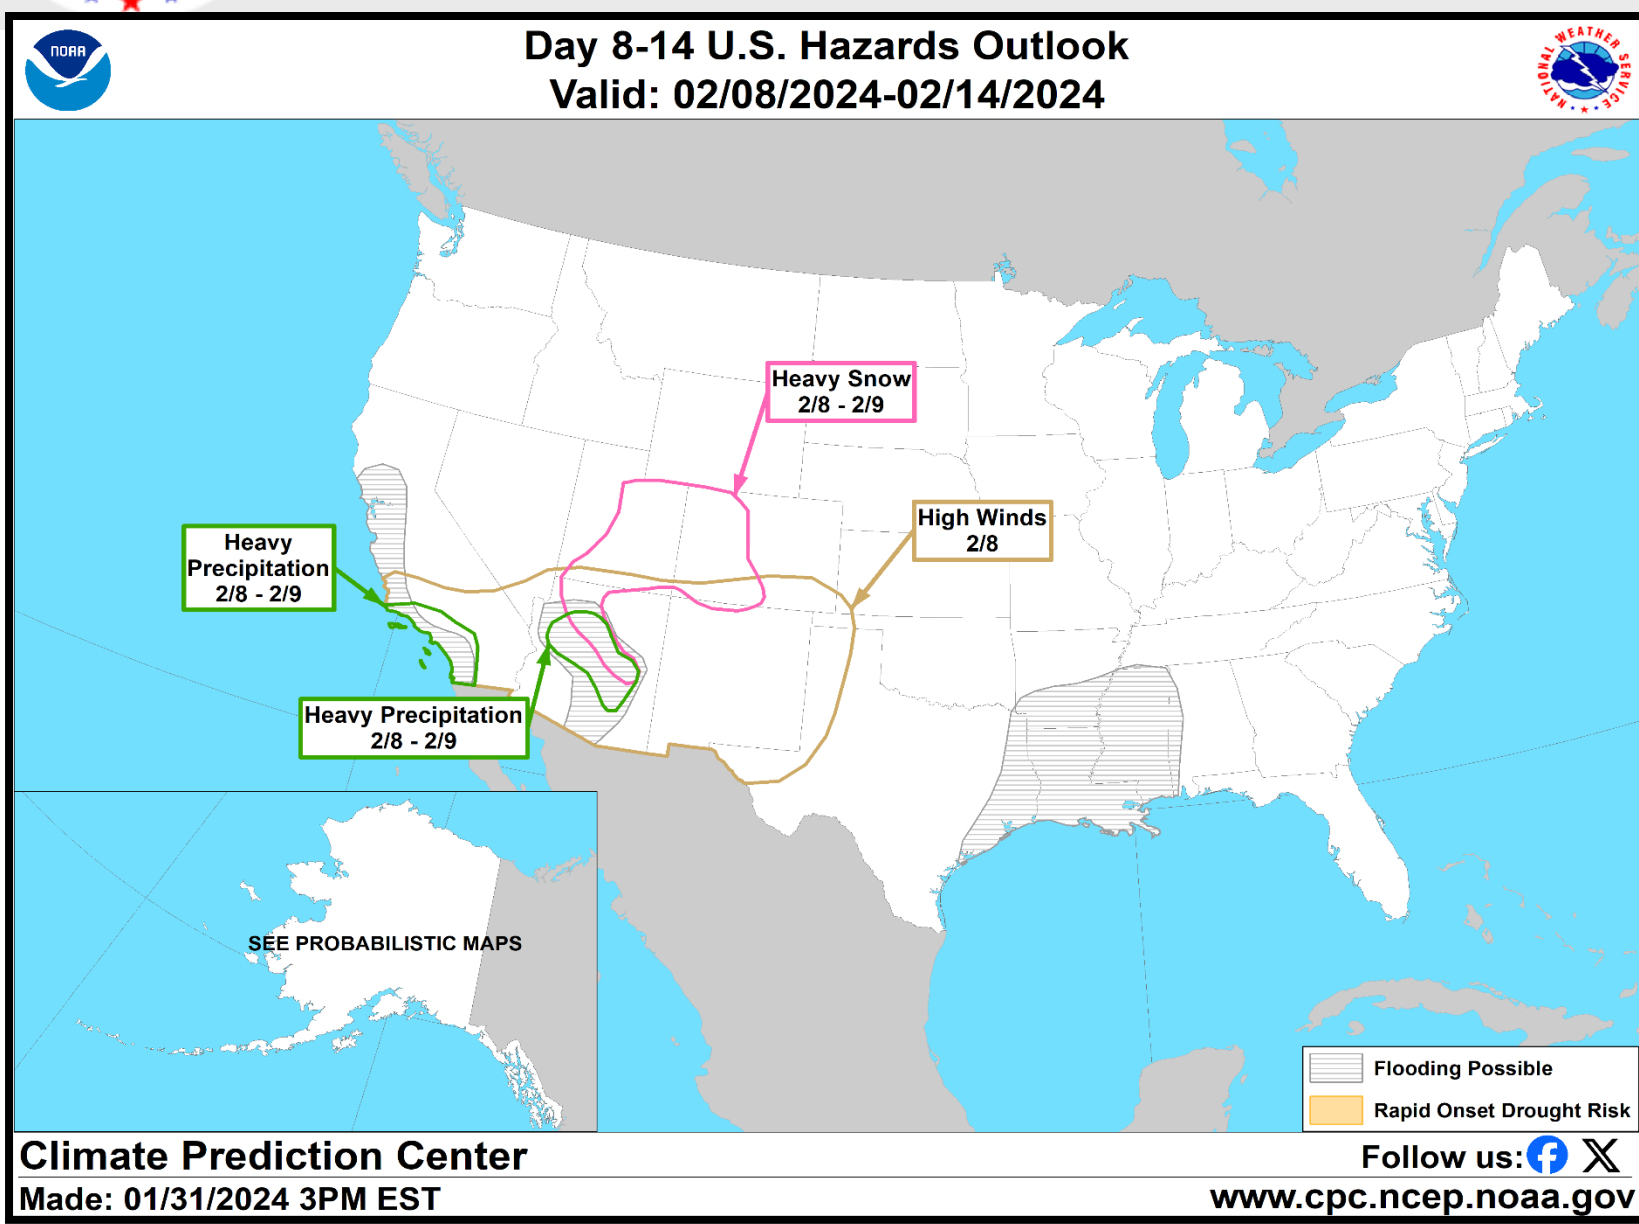 NOAA
Day 8-14 U.S. Hazards Outlook
Valid: 02/08/2024-02/14/2024
NATIONAL WEATHER SERVICE
Heavy Snow
2/8 - 2/9
High Winds
2/8
Heavy
Precipitation
2/8 - 2/9
Heavy Precipitation
2/8 - 2/9
SEE PROBABILISTIC MAPS
Flooding Possible
Rapid Onset Drought Risk
Climate Prediction Center
Follow us:
Made: 01/31/2024 3PM EST
www.cpc.ncep.noaa.gov